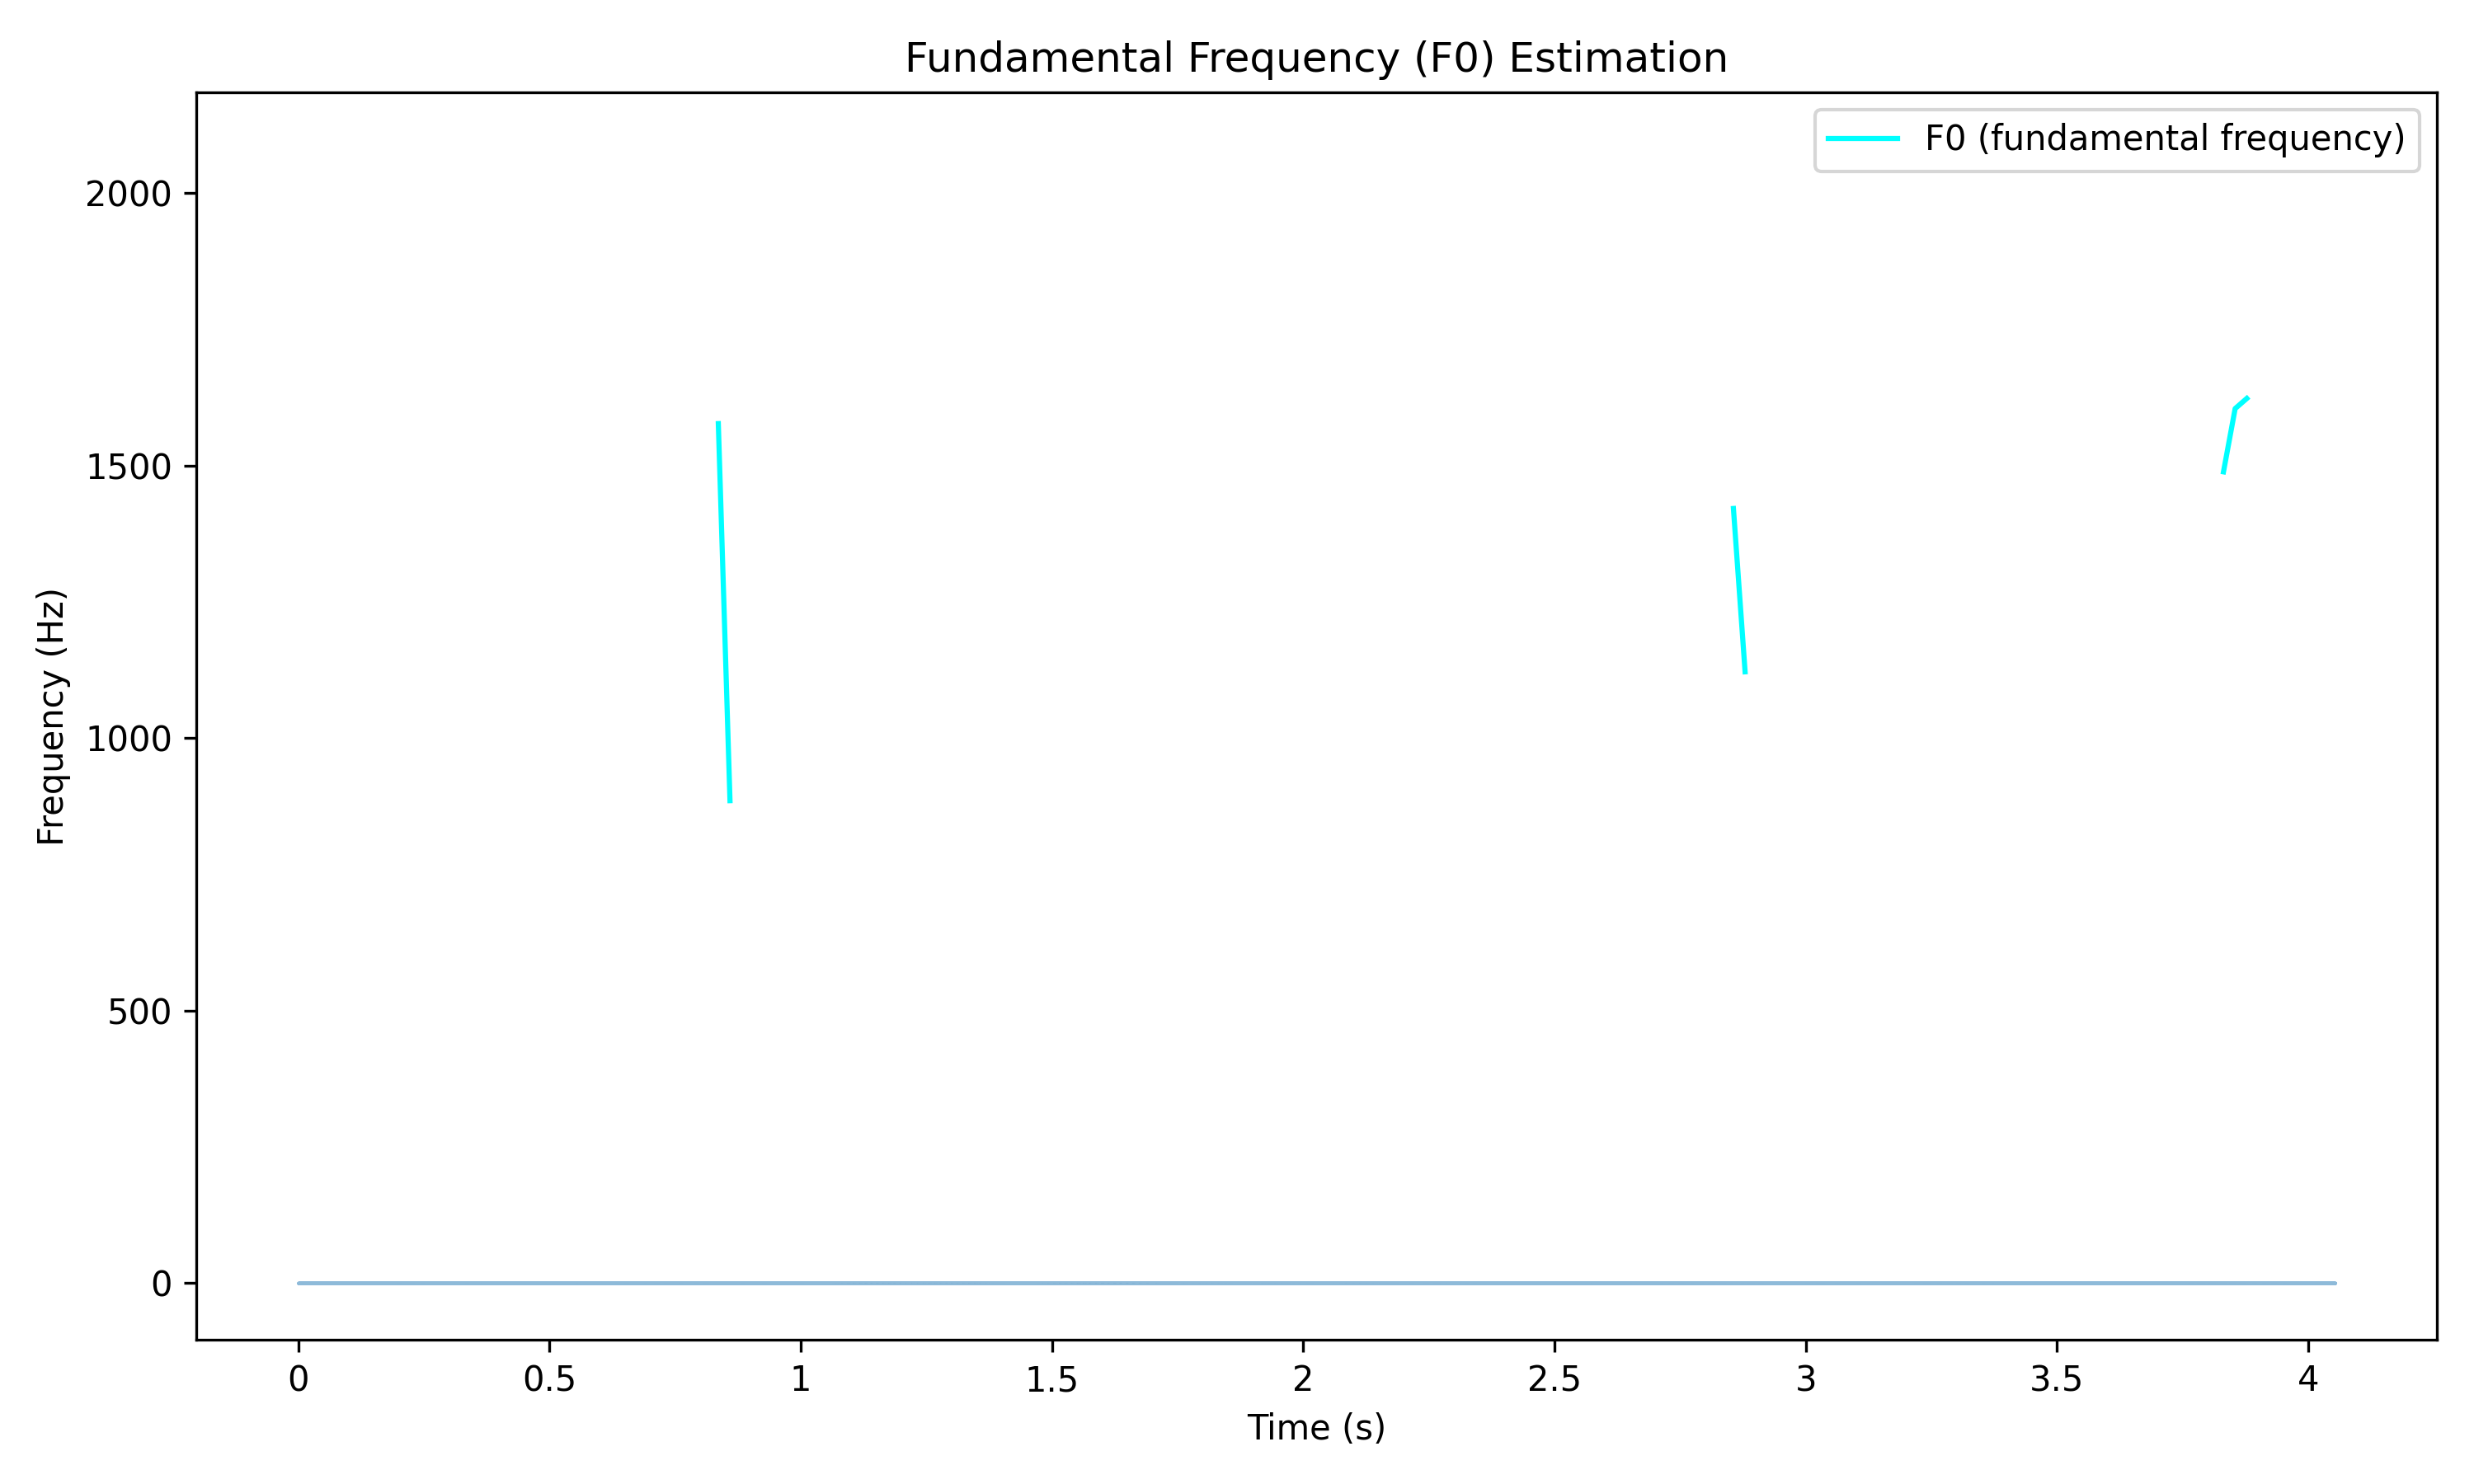 Fundamental Frequency (F0) Estimation
F0 (fundamental frequency)
2000
1500
1000
500
0
Frequency (Hz)
0 0.5 1 1.5 2 2.5 3 3.5 4
Time (s)